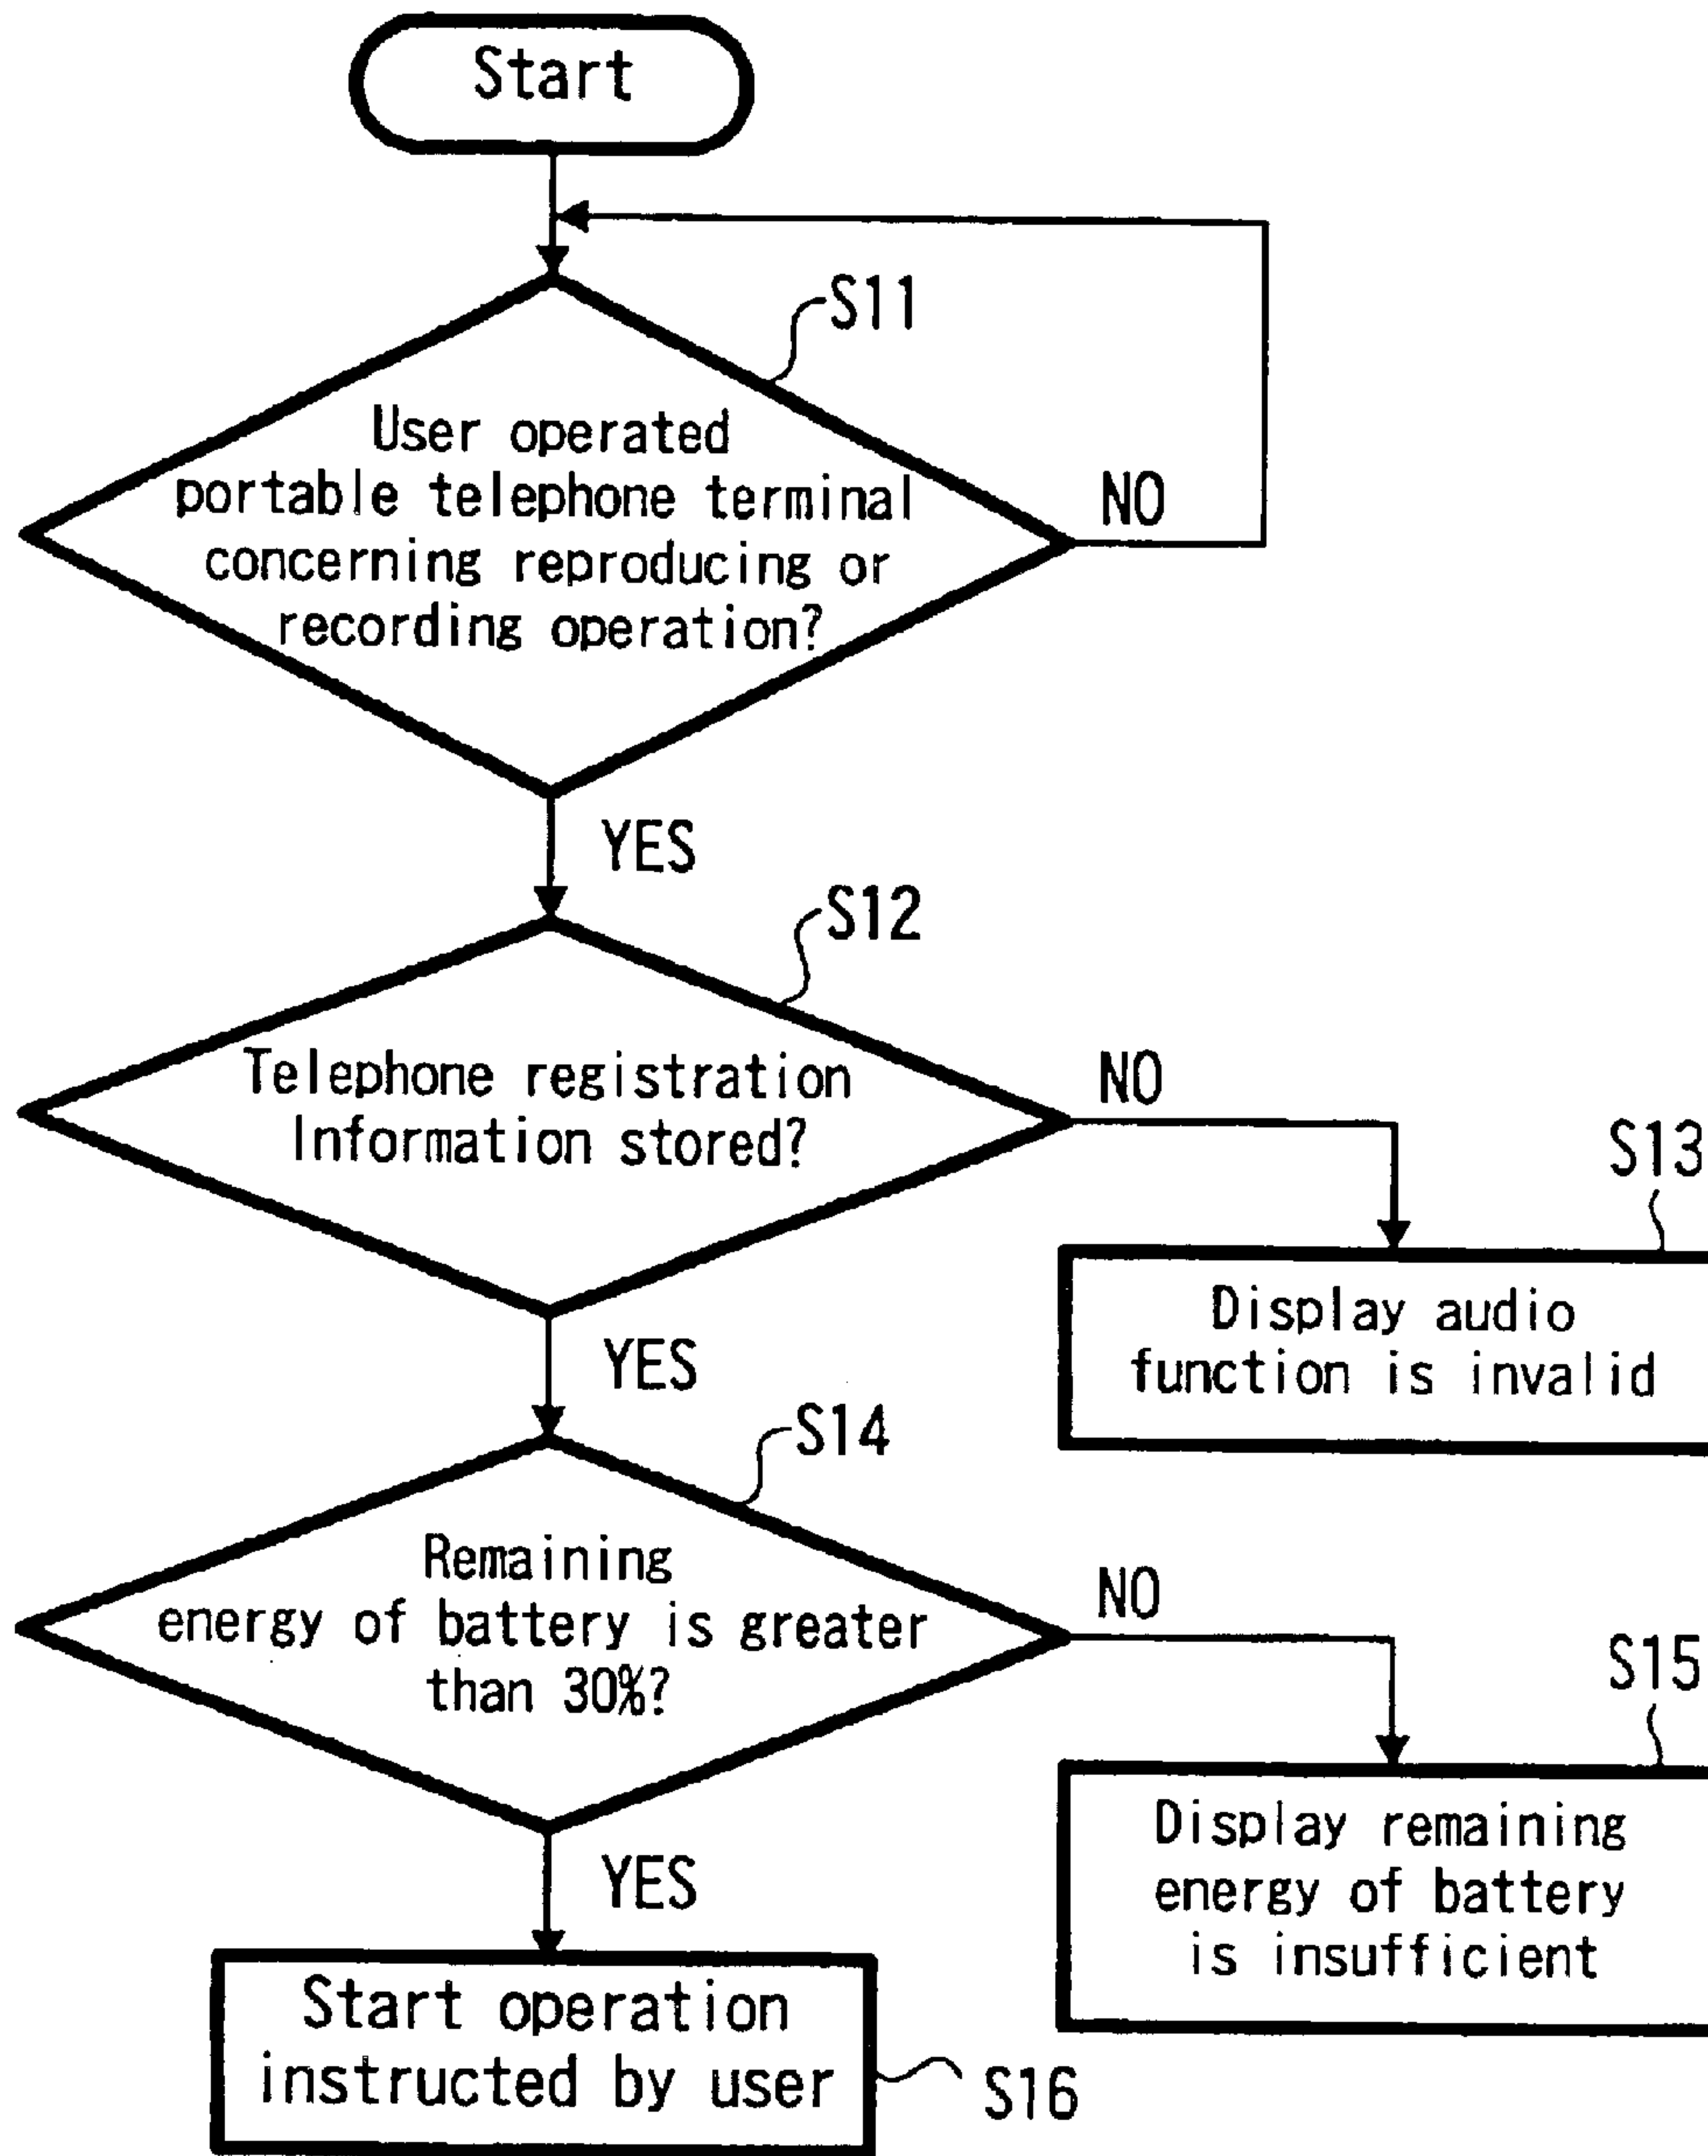 Start
S11
User operated
portable telephone terminal
concerning reproducing or
recording operation?
NO
YES
S12
Telephone registration
Information stored?
NO
S13
Display audio
function is invalid
YES
S14
Remaining
energy of battery is greater
than 30%?
NO
S15
Display remaining
energy of battery
is insufficient
YES
Start operation
instructed by user
S16